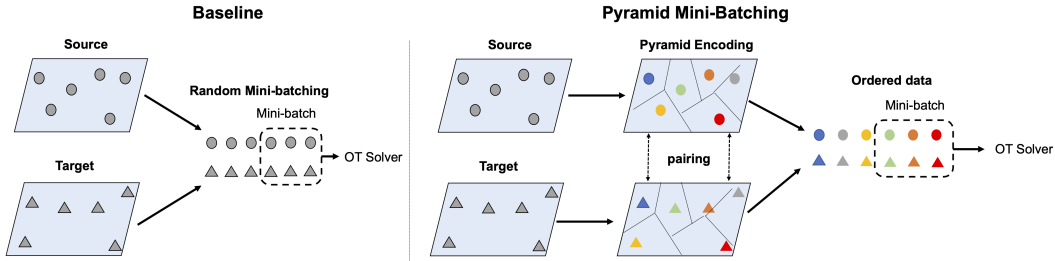 Baseline
Source
Target
Random Mini-batching
Mini-batch
OT Solver
Pyramid Mini-Batching
Source
Target
Pyramid Encoding
pairing
Ordered data
Mini-batch
OT Solver